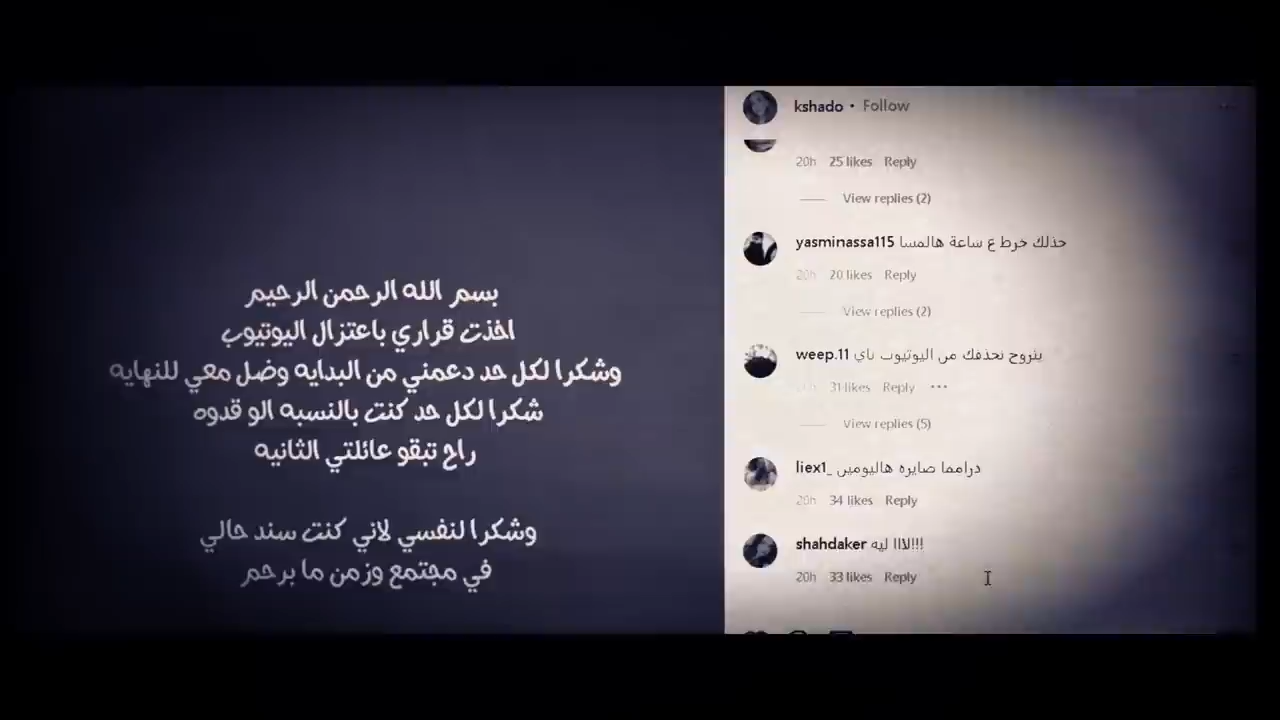 بسم الله الرحمن الرحيم
اخذت قراري باعتزال اليوتيوب
وشكرا لكل حد دعمني من البدايه وضل معي للنهايه
شكرا لكل حد كنت بالنسبه الو قدوه
راح تبقو عائلتي الثانيه
وشكرا لنفسي لاني كنت سند حالي
في مجتمع وزمن ما برحم
kshado • Follow
20h 25 likes Reply
View replies (2)
yasminassa115 حذلك خرط ع ساعة هالمسا
20h 20 likes Reply
View replies (2)
weep.11 بنروح نحذفك من اليوتيوب باي
31 likes Reply
View replies (5)
liex1_ درامما صايره هاليومين
20h 34 likes Reply
shahdaker لااا ليه!!!
20h 33 likes Reply